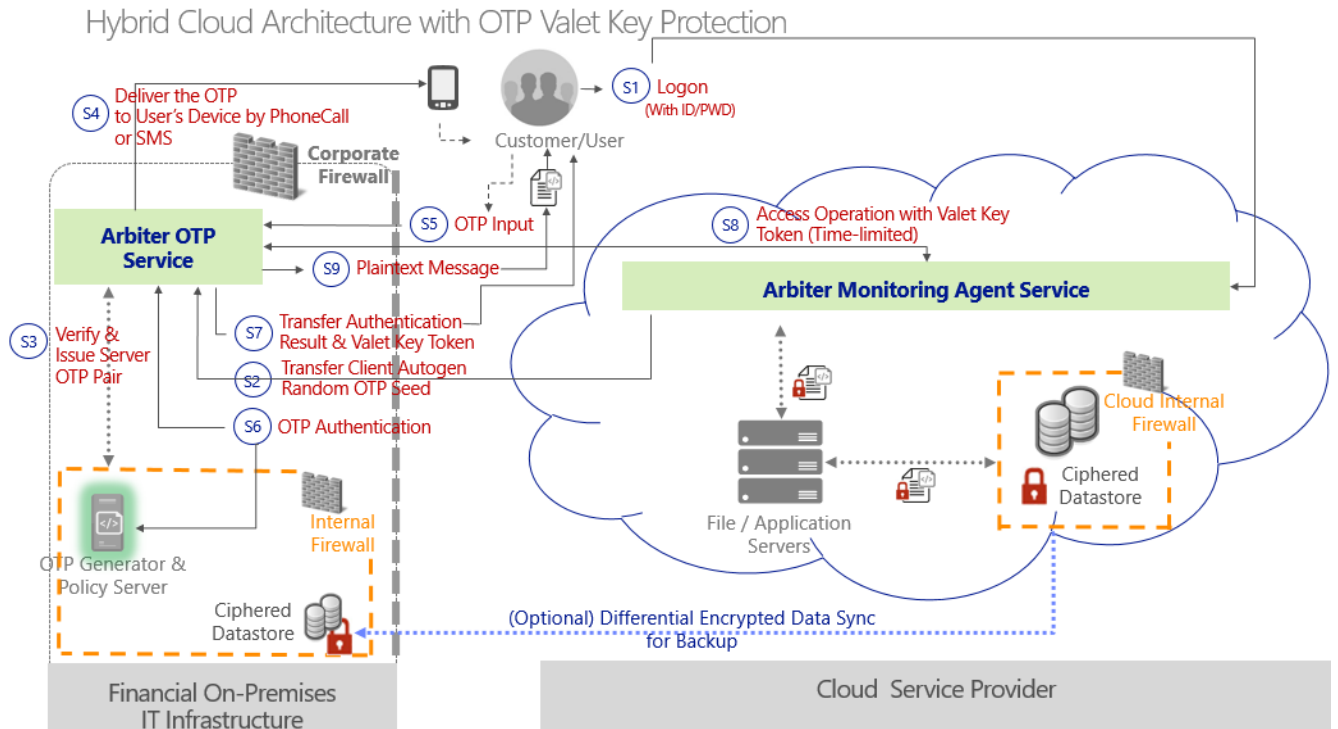 Hybrid Cloud Architecture with OTP Valet Key Protection
S1
Logon
(With ID/PWD)
S4
Deliver the OTP
to User's Device by PhoneCall
or SMS
Customer/User
Corporate
Firewall
S5
OTP Input
S8
Access Operation with Valet Key
Token (Time-limited)
Arbiter OTP
Service
S9
Plaintext Message
Arbiter Monitoring Agent Service
S3
Verify &
Issue Server
OTP Pair
S7
Transfer Authentication
Result & Valet Key Token
S2
Transfer Client Autogen
Random OTP Seed
S6
OTP Authentication
Cloud Internal
Firewall
Ciphered
Datastore
File / Application
Servers
Internal
Firewall
OTP Generator &
Policy Server
Ciphered
Datastore
(Optional) Differential Encrypted Data Sync
for Backup
Financial On-Premises
IT Infrastructure
Cloud Service Provider